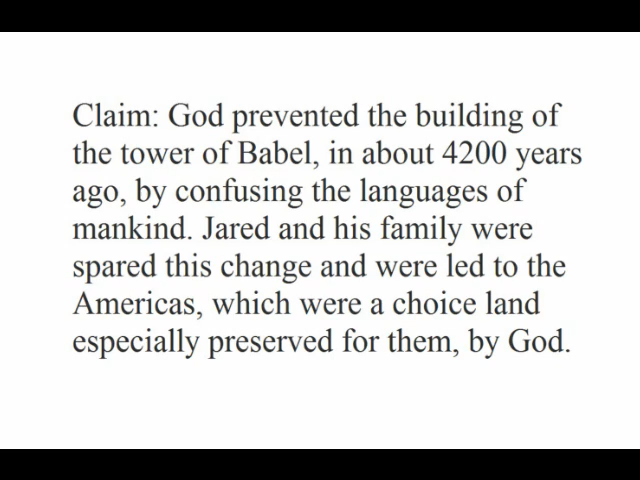 Claim: God prevented the building of
the tower of Babel, in about 4200 years
ago, by confusing the languages of
mankind. Jared and his family were
spared this change and were led to the
Americas, which were a choice land
especially preserved for them, by God.